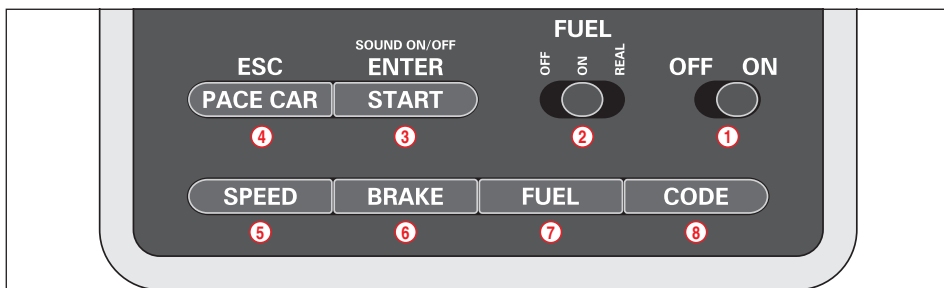 FUEL
SOUND ON/OFF
OFF
ON
REAL
ESC
ENTER
OFF ON
PACE CAR
START
4
3
2
1
SPEED
BRAKE
FUEL
CODE
5
6
7
8